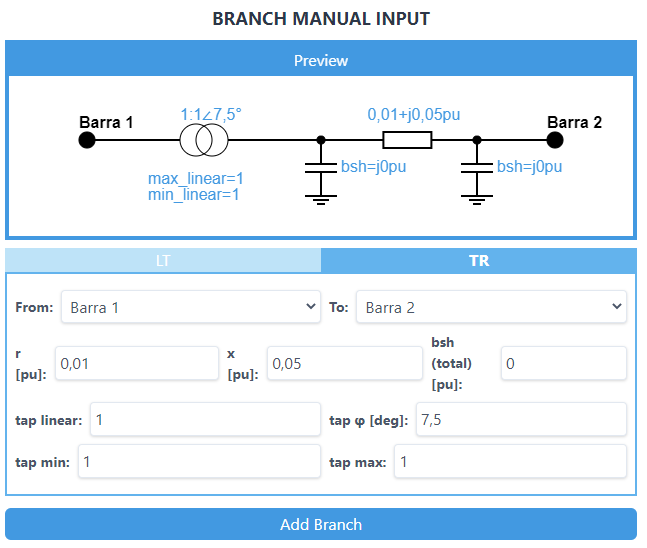 BRANCH MANUAL INPUT
Preview
1:1∠7,5°
0,01+j0,05pu
Barra 1
Barra 2
bsh=j0pu
bsh=j0pu
max_linear=1
min_linear=1
LT
TR
From:
Barra 1
To:
Barra 2
r
[pu]:
0,01
x
[pu]:
0,05
bsh
(total)
[pu]:
0
tap linear:
1
tap φ [deg]:
7,5
tap min:
1
tap max:
1
Add Branch